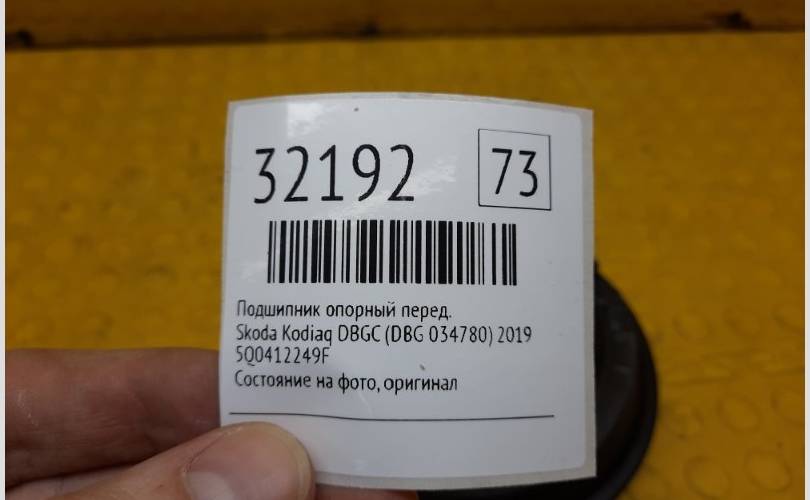 32192 73
Подшипник опорный перед.
Skoda Kodiaq DBGC (DBG 034780) 2019
5Q0412249F
Состояние на фото, оригинал